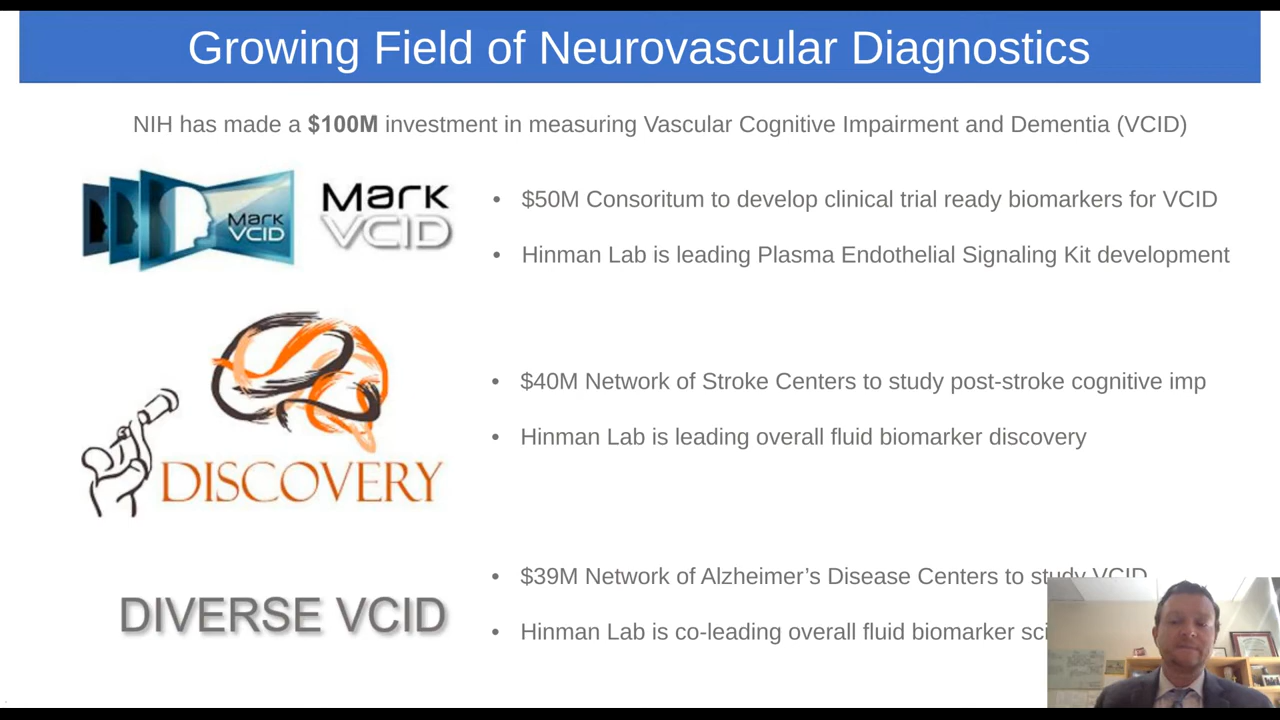 Growing Field of Neurovascular Diagnostics
NIH has made a $100M investment in measuring Vascular Cognitive Impairment and Dementia (VCID)
Mark
VCID
Mark
VCID
• $50M Consoritum to develop clinical trial ready biomarkers for VCID
• Hinman Lab is leading Plasma Endothelial Signaling Kit development
DISCOVERY
• $40M Network of Stroke Centers to study post-stroke cognitive imp
• Hinman Lab is leading overall fluid biomarker discovery
DIVERSE VCID
• $39M Network of Alzheimer’s Disease Centers to study VCID
• Hinman Lab is co-leading overall fluid biomarker sci